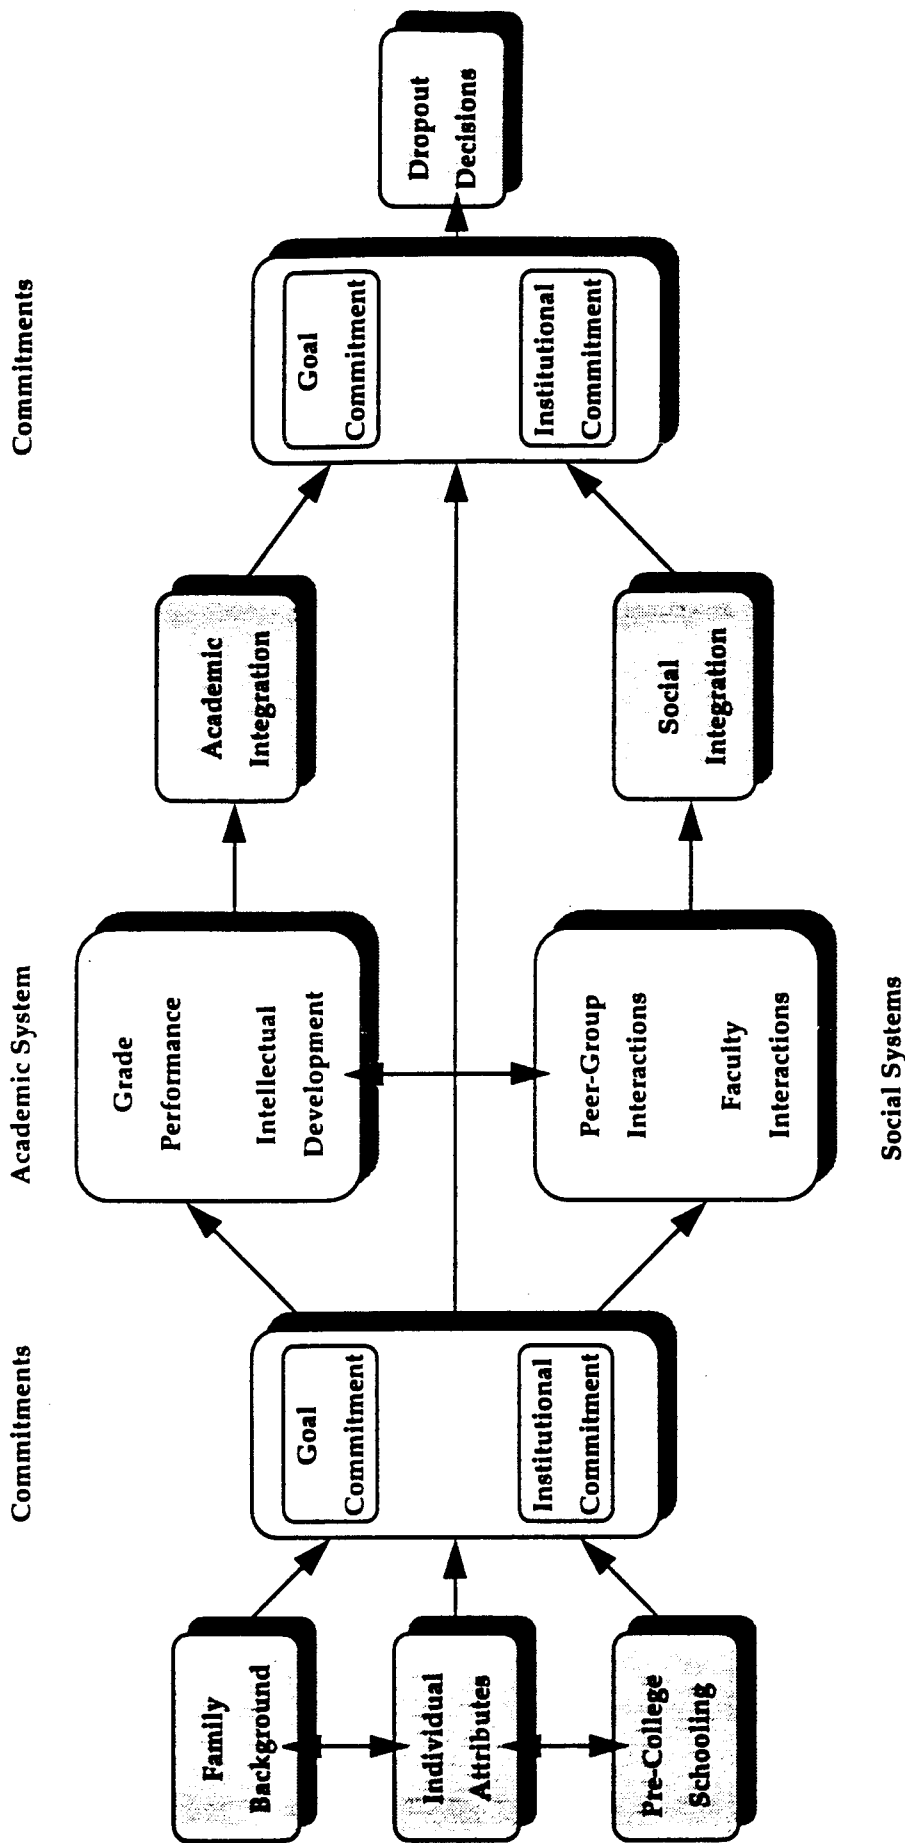 Commitments
Academic System
Commitments
Family
Background
Individual
Attributes
Pre-College
Schooling
Goal
Commitment
Institutional
Commitment
Grade
Performance
Intellectual
Development
Peer-Group
Interactions
Faculty
Interactions
Academic
Integration
Social
Integration
Goal
Commitment
Institutional
Commitment
Dropout
Decisions
Social Systems